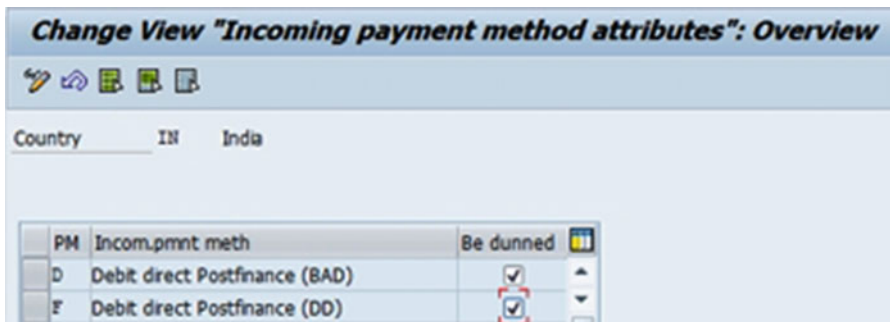 Change View "Incoming payment method attributes": Overview
Country IN India
PM Incom.pmnt meth Be dunned
D Debit direct Postfinance (BAD)
F Debit direct Postfinance (DD)